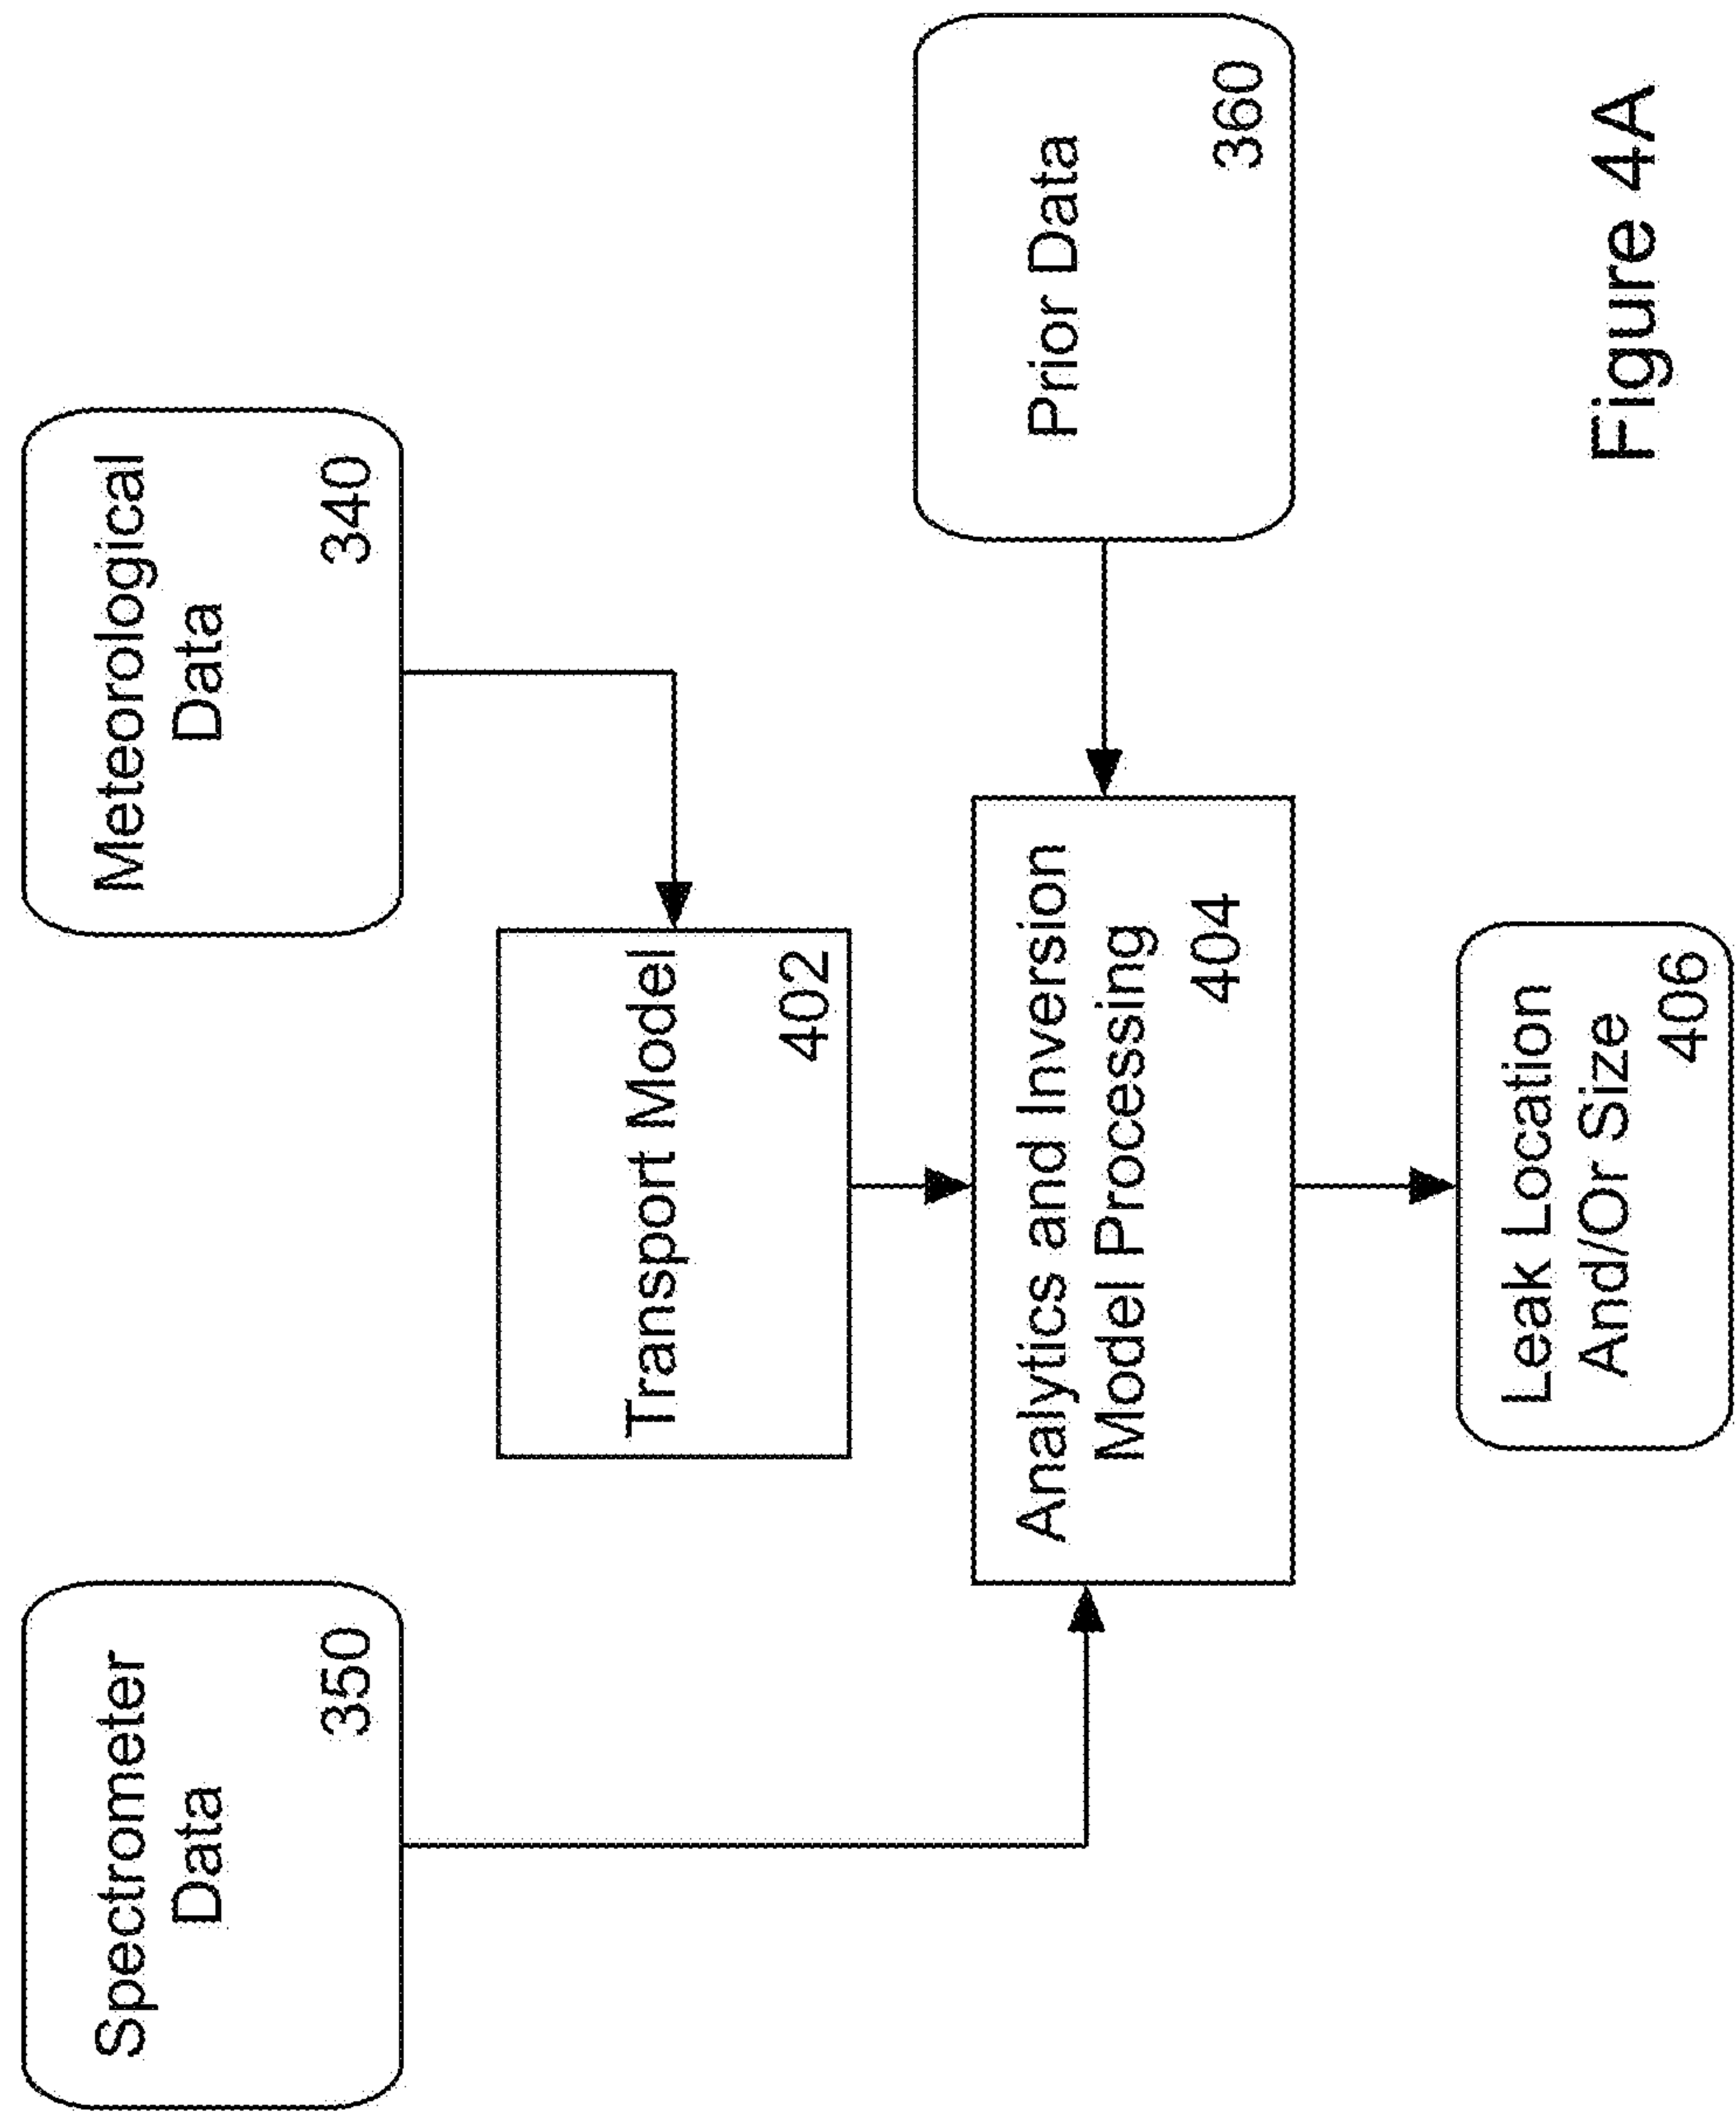 Spectrometer
Data
350
Meteorological
Data
340
Transport Model
402
Analytics and Inversion
Model Processing
404
Prior Data
360
Leak Location
And/Or Size
406
Figure 4A